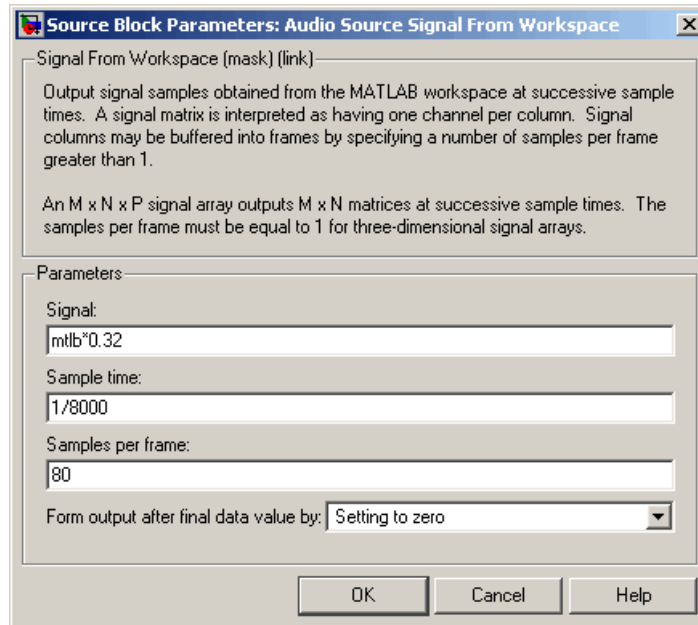 Source Block Parameters: Audio Source Signal From Workspace
Signal From Workspace (mask) (link)
Output signal samples obtained from the MATLAB workspace at successive sample
times.  A signal matrix is interpreted as having one channel per column.  Signal
columns may be buffered into frames by specifying a number of samples per frame
greater than 1.
An M x N x P signal array outputs M x N matrices at successive sample times.  The
samples per frame must be equal to 1 for three-dimensional signal arrays.
Parameters
Signal:
mtlb*0.32
Sample time:
1/8000
Samples per frame:
80
Form output after final data value by: Setting to zero
OK Cancel Help